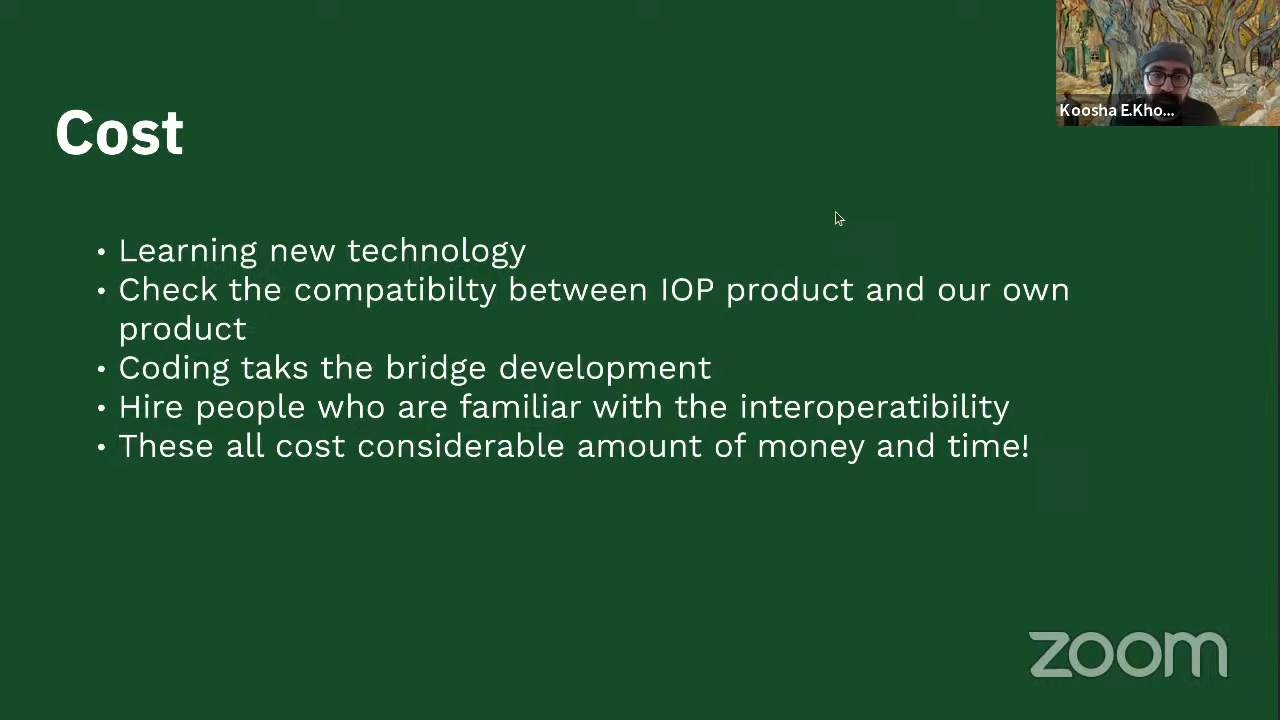 Koosha E.Kho...
Cost
• Learning new technology
• Check the compatibilty between IOP product and our own
product
• Coding taks the bridge development
• Hire people who are familiar with the interoperatibility
• These all cost considerable amount of money and time!
zoom